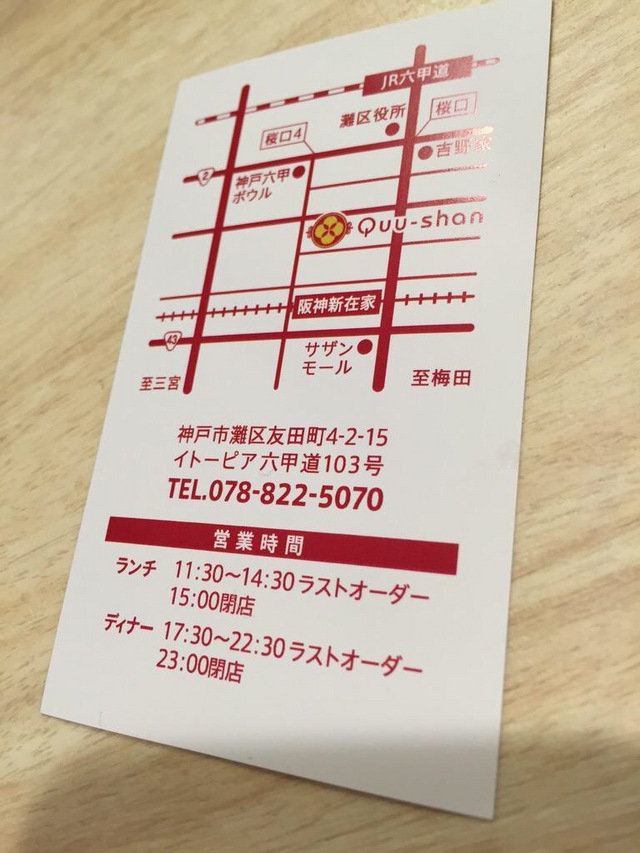 JR六甲道
灘区役所
桜口
桜口4
吉野家
2
神戸六甲
ボウル
Quu-shan
阪神新在家
43
サザン
モール
至三宮
至梅田
神戸市灘区友田町4-2-15
イトーピア六甲道103号
TEL.078-822-5070
営業時間
ランチ 11:30〜14:30ラストオーダー
15:00閉店
ディナー 17:30〜22:30ラストオーダー
23:00閉店